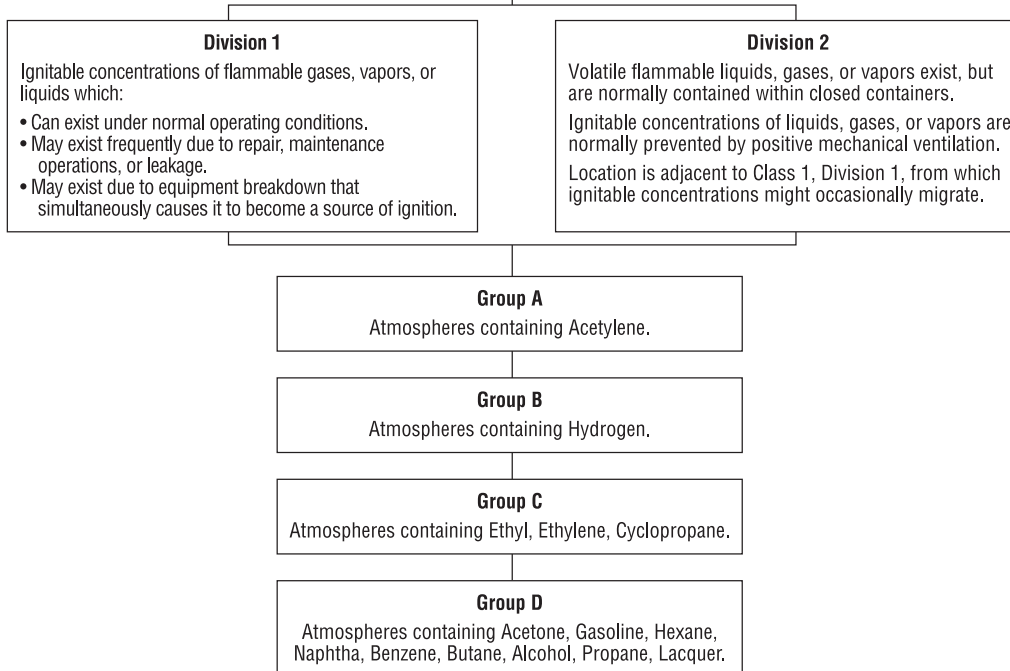 Division 1
Ignitable concentrations of flammable gases, vapors, or
liquids which:
• Can exist under normal operating conditions.
• May exist frequently due to repair, maintenance
operations, or leakage.
• May exist due to equipment breakdown that
simultaneously causes it to become a source of ignition.
Division 2
Volatile flammable liquids, gases, or vapors exist, but
are normally contained within closed containers.
Ignitable concentrations of liquids, gases, or vapors are
normally prevented by positive mechanical ventilation.
Location is adjacent to Class 1, Division 1, from which
ignitable concentrations might occasionally migrate.
Group A
Atmospheres containing Acetylene.
Group B
Atmospheres containing Hydrogen.
Group C
Atmospheres containing Ethyl, Ethylene, Cyclopropane.
Group D
Atmospheres containing Acetone, Gasoline, Hexane,
Naphtha, Benzene, Butane, Alcohol, Propane, Lacquer.